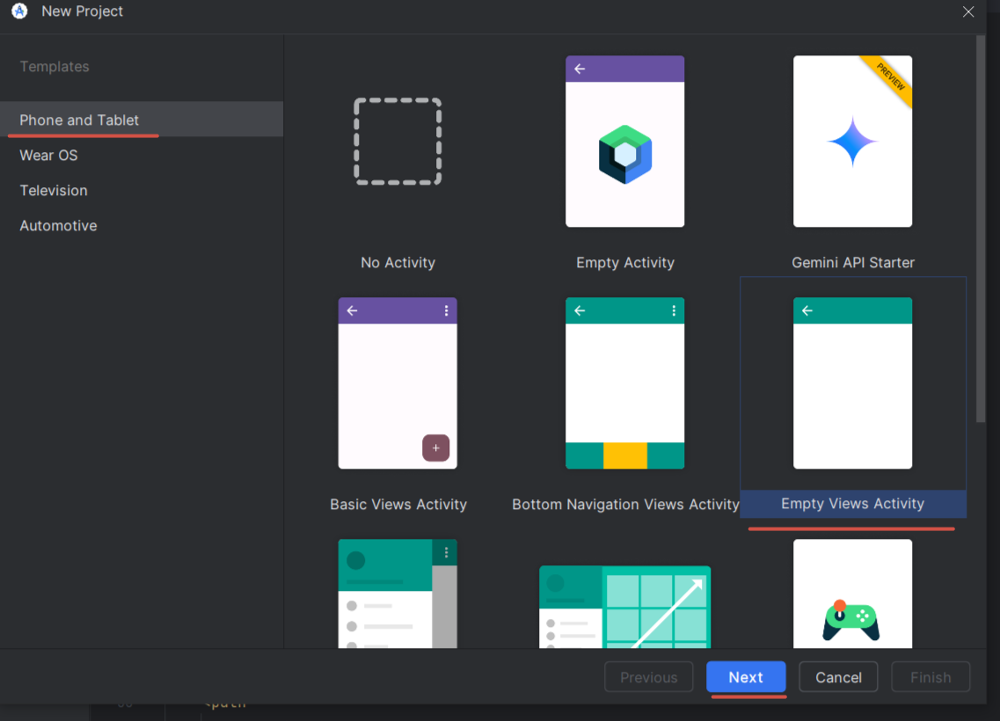 New Project
Templates
Phone and Tablet
Wear OS
Television
Automotive
PREVIEW
No Activity
Empty Activity
Gemini API Starter
Basic Views Activity
Bottom Navigation Views Activity
Empty Views Activity
Previous
Next
Cancel
Finish